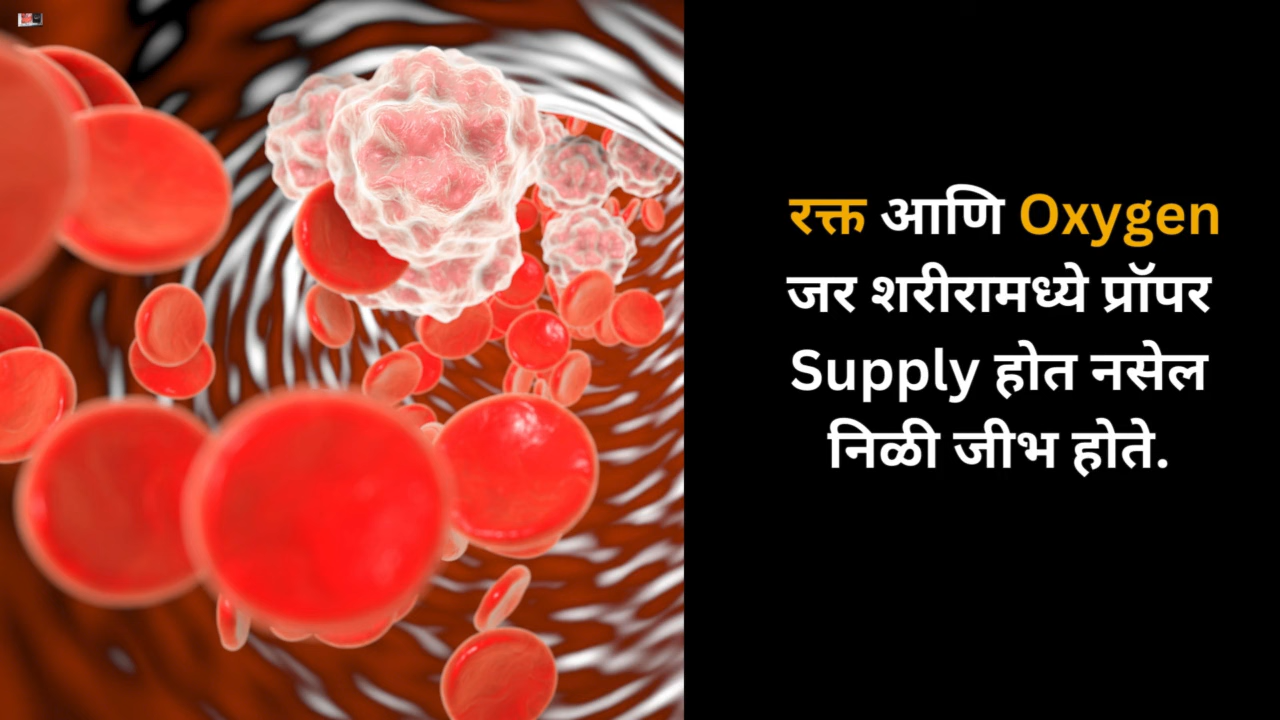 रक्त आणि Oxygen
जर शरीरामध्ये प्रॉपर
Supply होत नसेल
निळी जीभ होते.